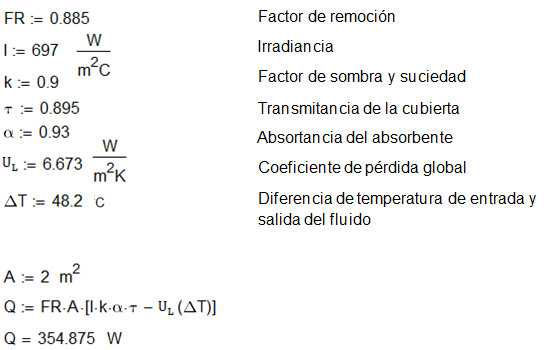 FR := 0.885 Factor de remoción
I := 697 W/m²C Irradiancia
k := 0.9 Factor de sombra y suciedad
τ := 0.895 Transmitancia de la cubierta
α := 0.93 Absortancia del absorbente
U_L := 6.673 W/m²K Coeficiente de pérdida global
ΔT := 48.2 C Diferencia de temperatura de entrada y
salida del fluido
A := 2 m²
Q := FR·A·[I·k·α·τ − U_L (ΔT)]
Q = 354.875 W